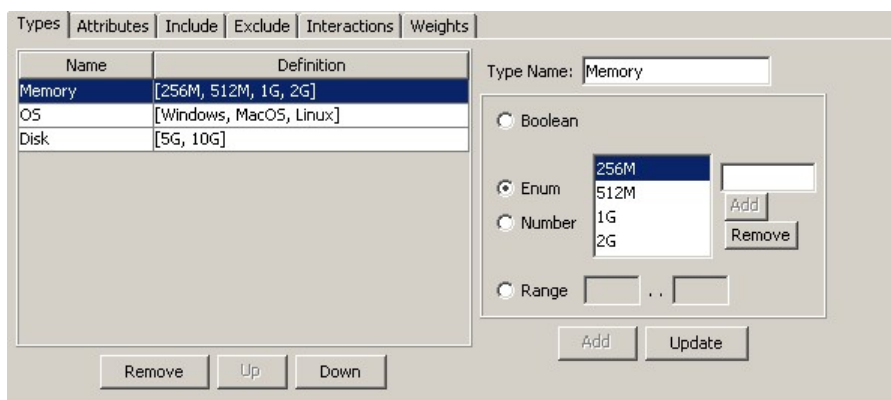 Types Attributes Include Exclude Interactions Weights
Name Definition
Memory [256M, 512M, 1G, 2G]
OS [Windows, MacOS, Linux]
Disk [5G, 10G]
Remove Up Down
Type Name: Memory
Boolean
Enum
Number
256M
512M
1G
2G
Add
Remove
Range . .
Add Update